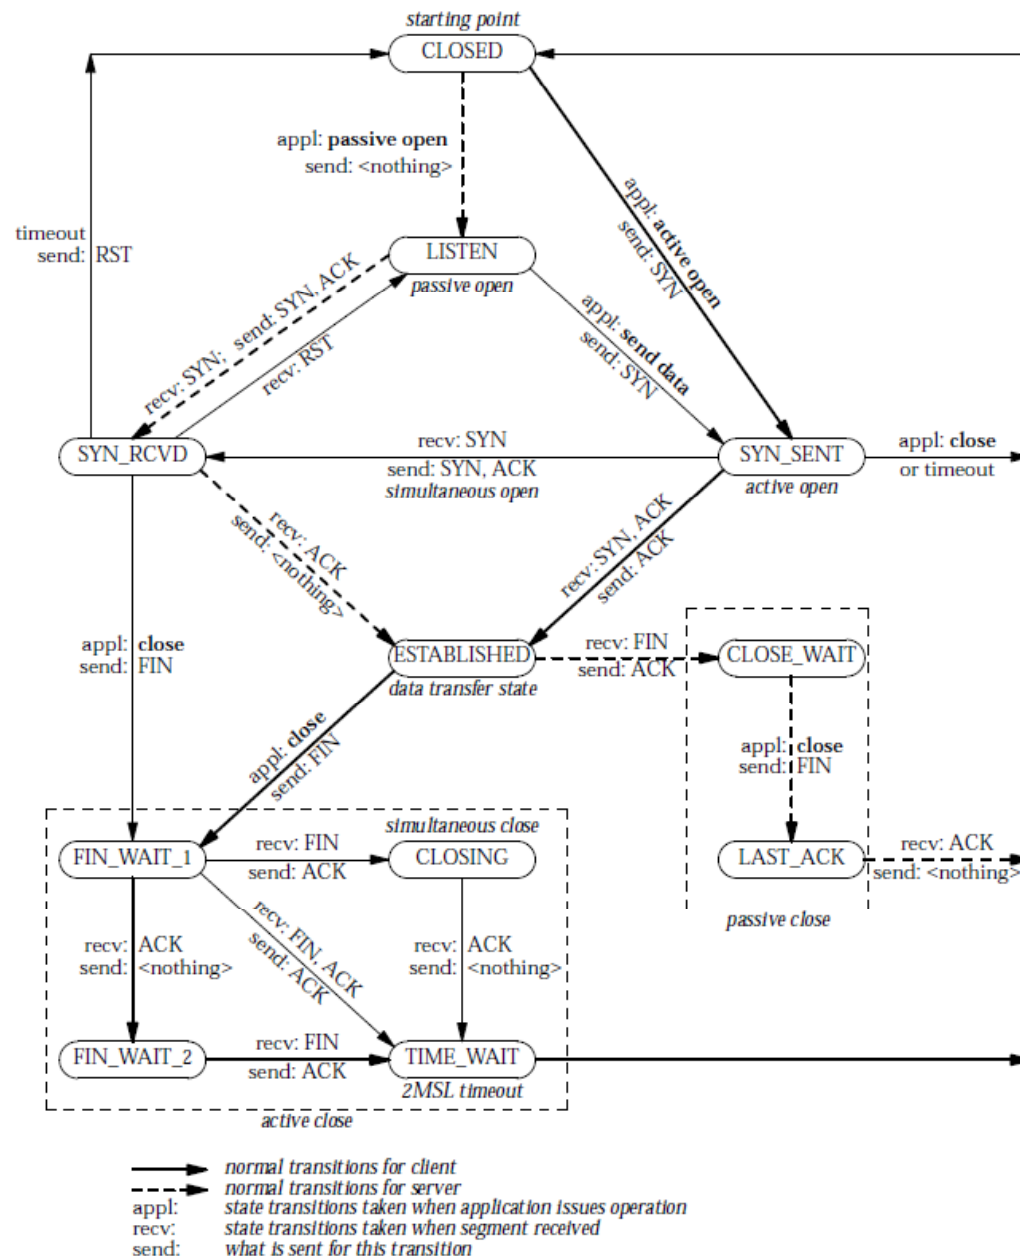 starting point
CLOSED
appl: passive open
send: <nothing>
appl: active open
send: SYN
timeout
send: RST
LISTEN
passive open
recv: SYN; send: SYN, ACK
recv: RST
appl: send data
send: SYN
SYN_RCVD
recv: SYN
send: SYN, ACK
simultaneous open
SYN_SENT
active open
appl: close
or timeout
recv: ACK
send: <nothing>
recv: SYN, ACK
send: ACK
appl: close
send: FIN
ESTABLISHED
data transfer state
recv: FIN
send: ACK
CLOSE_WAIT
appl: close
send: FIN
appl: close
send: FIN
simultaneous close
FIN_WAIT_1
recv: FIN
send: ACK
CLOSING
LAST_ACK
recv: ACK
send: <nothing>
passive close
recv: ACK
send: <nothing>
recv: FIN, ACK
send: ACK
recv: ACK
send: <nothing>
FIN_WAIT_2
recv: FIN
send: ACK
TIME_WAIT
2MSL timeout
active close
normal transitions for client
normal transitions for server
appl: state transitions taken when application issues operation
recv: state transitions taken when segment received
send: what is sent for this transition